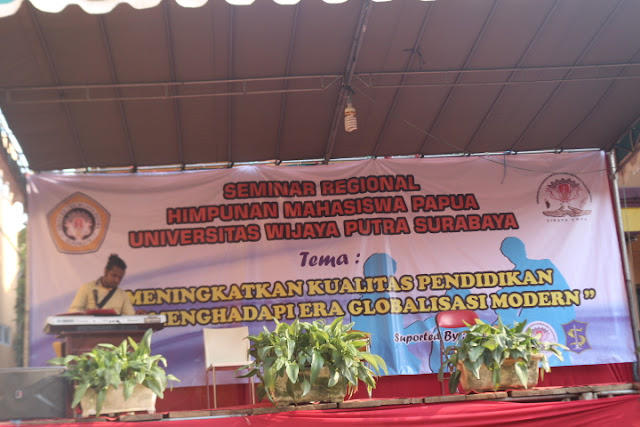 SEMINAR REGIONAL
HIMPUNAN MAHASISWA PAPUA
UNIVERSITAS WIJAYA PUTRA SURABAYA
Tema :
MENINGKATKAN KUALITAS PENDIDIKAN
MENGHADAPI ERA GLOBALISASI MODERN "
Suported By